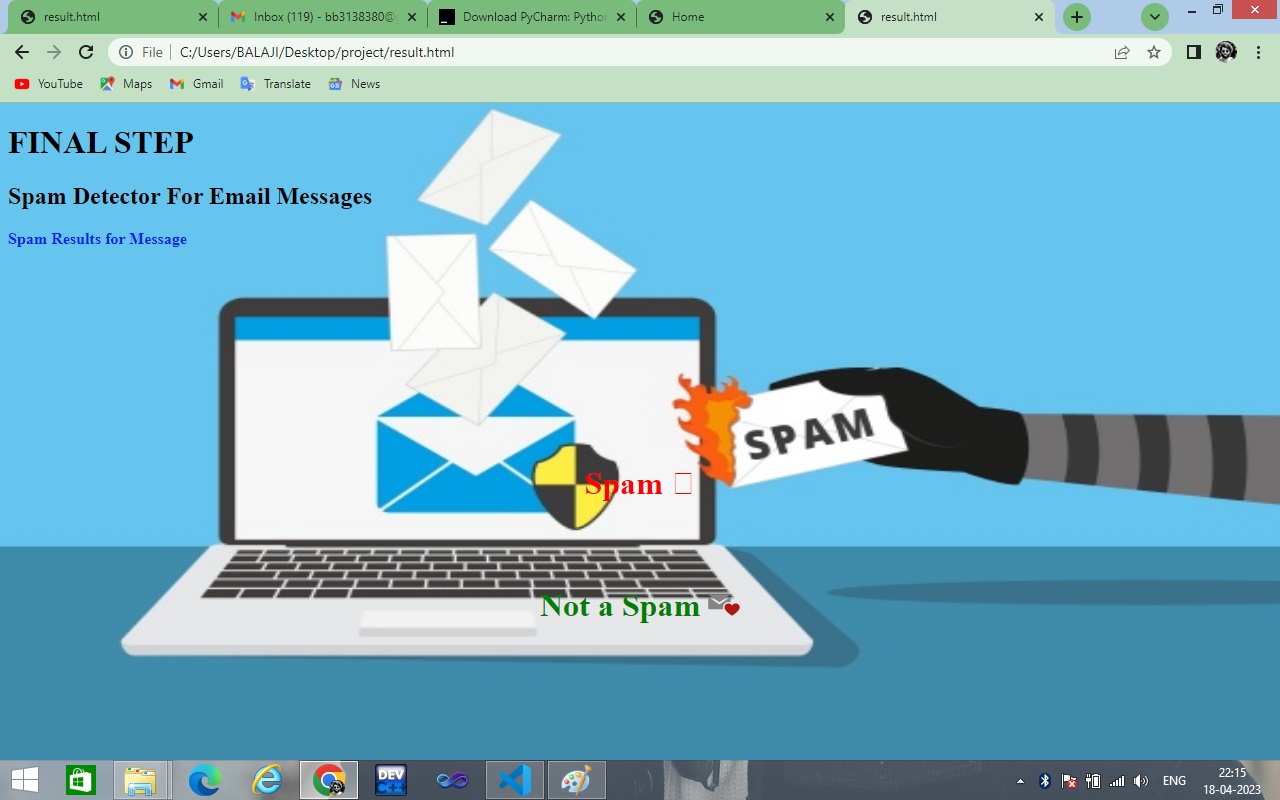 result.html
Inbox (119) - bb3138380@
Download PyCharm: Pytho
Home
result.html
File
C:/Users/BALAJI/Desktop/project/result.html
YouTube
Maps
Gmail
Translate
News
FINAL STEP
Spam Detector For Email Messages
Spam Results for Message
SPAM
Spam
Not a Spam
DEV
C++
ENG
22:15
18-04-2023